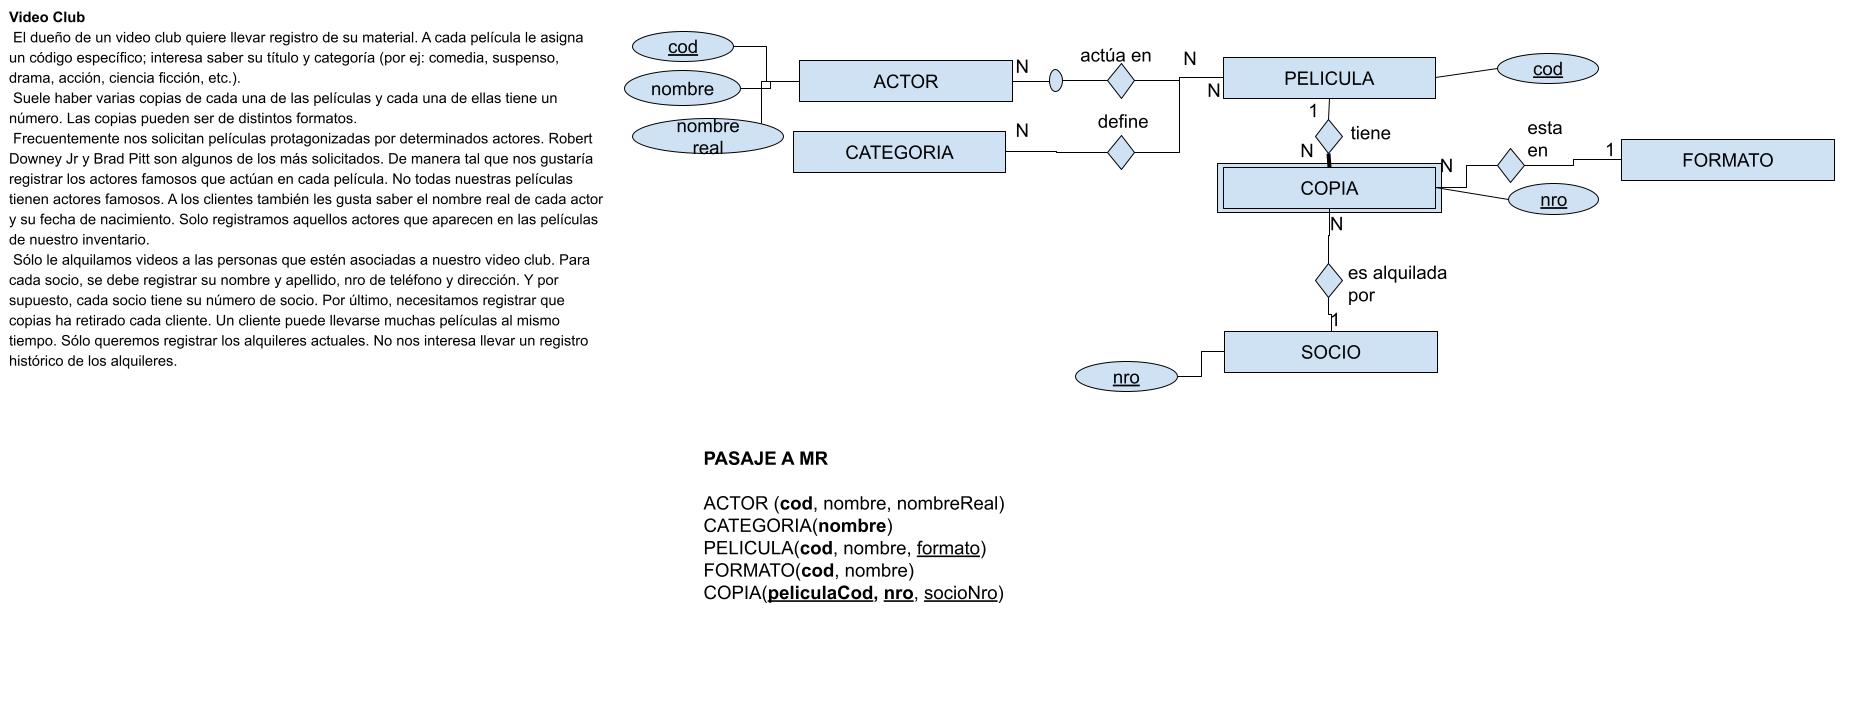 Video Club
El dueño de un video club quiere llevar registro de su material. A cada película le asigna
un código específico; interesa saber su título y categoría (por ej: comedia, suspenso,
drama, acción, ciencia ficción, etc.).
Suele haber varias copias de cada una de las películas y cada una de ellas tiene un
número. Las copias pueden ser de distintos formatos.
Frecuentemente nos solicitan películas protagonizadas por determinados actores. Robert
Downey Jr y Brad Pitt son algunos de los más solicitados. De manera tal que nos gustaría
registrar los actores famosos que actúan en cada película. No todas nuestras películas
tienen actores famosos. A los clientes también les gusta saber el nombre real de cada actor
y su fecha de nacimiento. Solo registramos aquellos actores que aparecen en las películas
de nuestro inventario.
Sólo le alquilamos videos a las personas que estén asociadas a nuestro video club. Para
cada socio, se debe registrar su nombre y apellido, nro de teléfono y dirección. Y por
supuesto, cada socio tiene su número de socio. Por último, necesitamos registrar que
copias ha retirado cada cliente. Un cliente puede llevarse muchas películas al mismo
tiempo. Sólo queremos registrar los alquileres actuales. No nos interesa llevar un registro
histórico de los alquileres.
cod
nombre
nombre
real
ACTOR
N
actúa en
N
N
PELICULA
cod
CATEGORIA
N
define
1
tiene
N
COPIA
N
esta
en
1
FORMATO
nro
N
es alquilada
por
1
SOCIO
nro
PASAJE A MR
ACTOR (cod, nombre, nombreReal)
CATEGORIA(nombre)
PELICULA(cod, nombre, formato)
FORMATO(cod, nombre)
COPIA(peliculaCod, nro, socioNro)